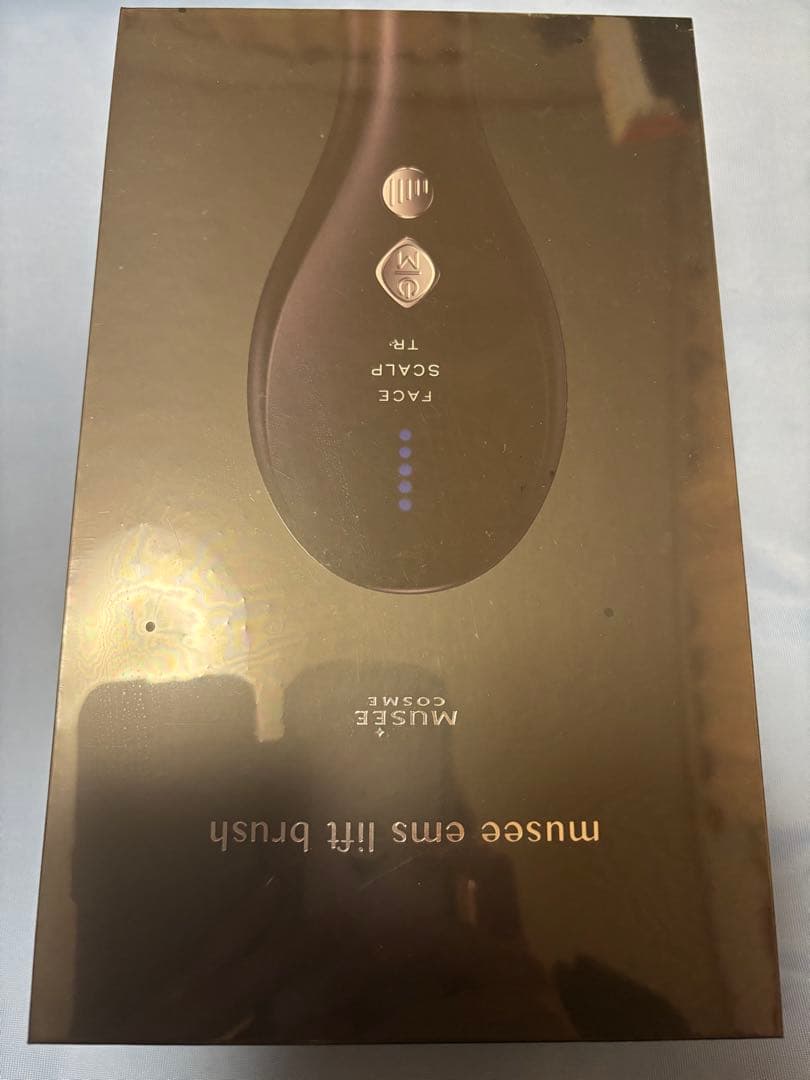 musee ems lift brush
MUSEE
COSME
FACE
SCALP
TR+
M